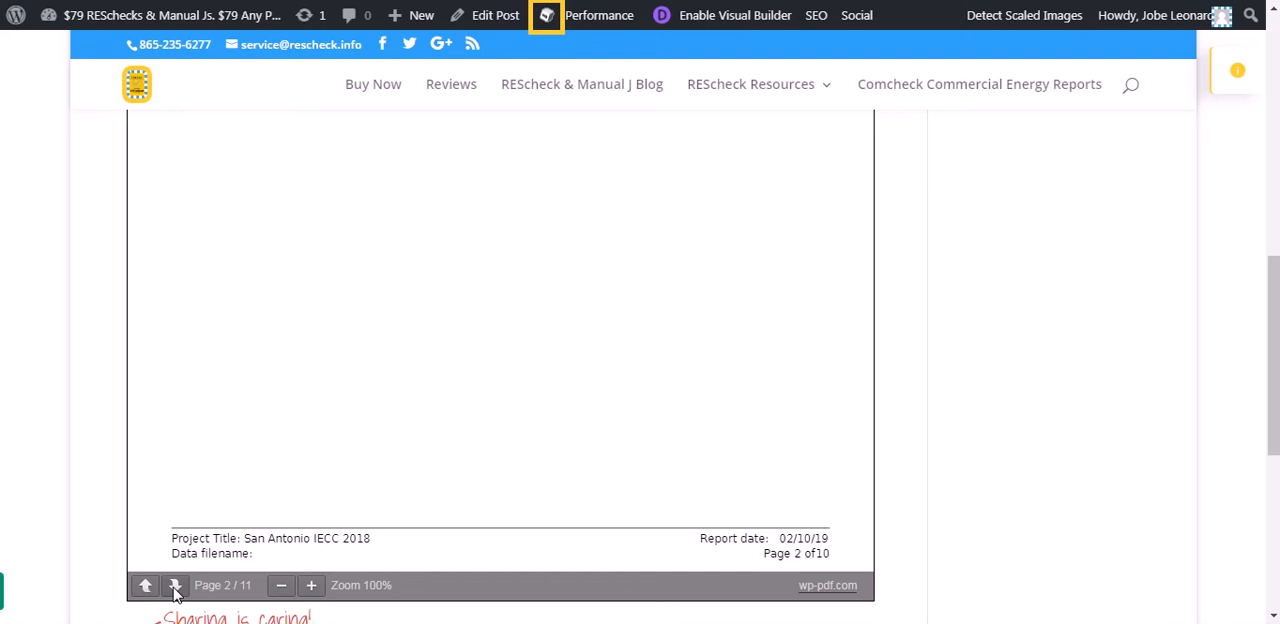 $79 RESchecks & Manual Js. $79 Any P... 1 0 New Edit Post Performance Enable Visual Builder SEO Social Detect Scaled Images Howdy, Jobe Leonard
865-235-6277 service@rescheck.info
Buy Now Reviews REScheck & Manual J Blog REScheck Resources Comcheck Commercial Energy Reports
Project Title: San Antonio IECC 2018 Report date: 02/10/19
Data filename: Page 2 of10
Page 2 / 11 Zoom 100% wp-pdf.com
-Sharing is caring!